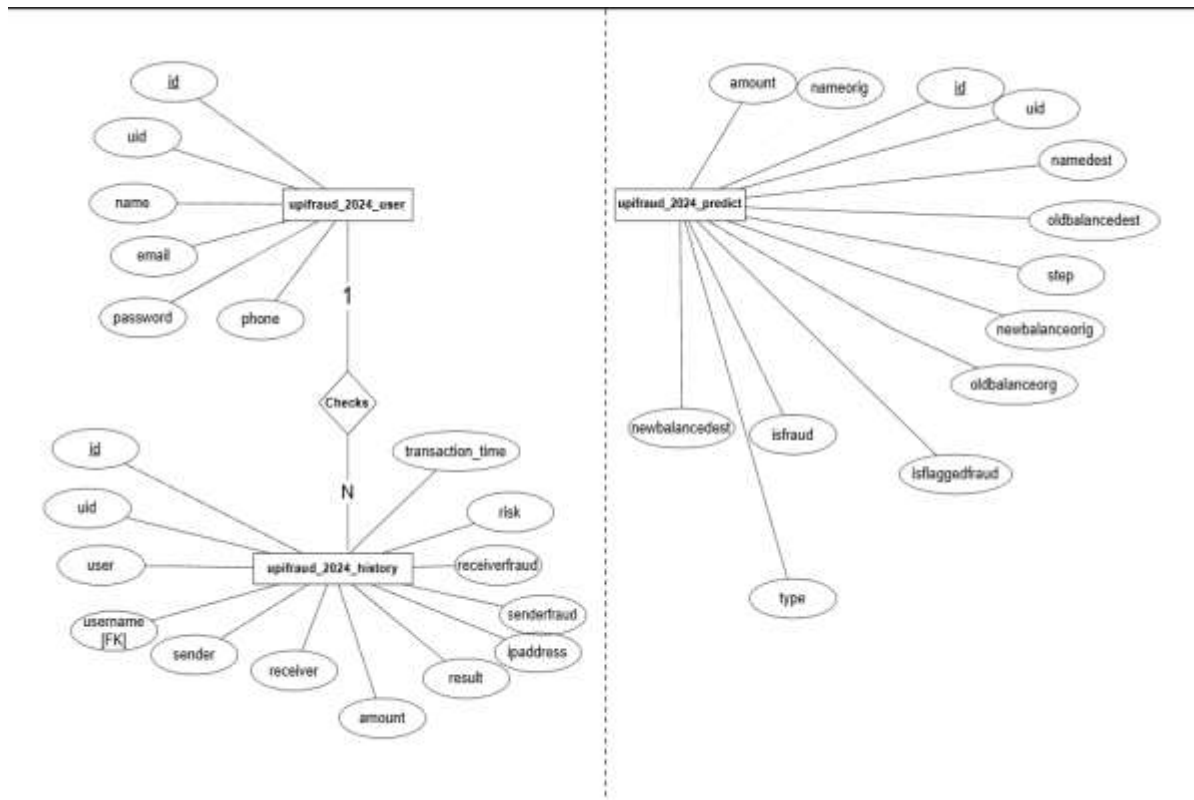 id
uid
name
email
password
phone
upifraud_2024_user
1
Checks
N
id
uid
user
username
[FK]
sender
receiver
amount
result
ipaddress
senderfraud
receiverfraud
risk
transaction_time
upifraud_2024_history
amount
nameorig
id
uid
namedest
oldbalancedest
step
newbalanceorig
oldbalanceorg
isflaggedfraud
type
isfraud
newbalancedest
upifraud_2024_predict